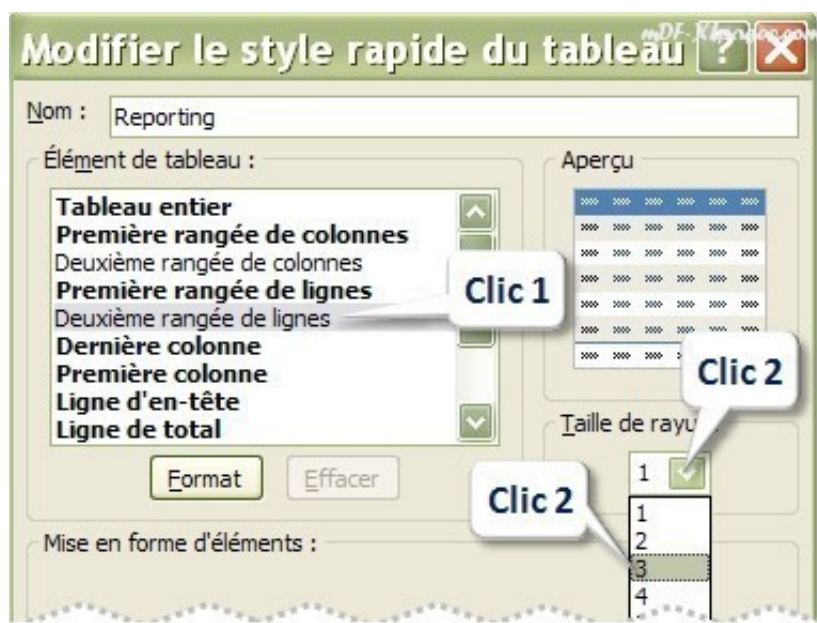 Modifier le style rapide du tableau
Nom :
Reporting
Élément de tableau :
Tableau entier
Première rangée de colonnes
Deuxième rangée de colonnes
Première rangée de lignes
Deuxième rangée de lignes
Dernière colonne
Première colonne
Ligne d'en-tête
Ligne de total
Clic 1
Format
Effacer
Aperçu
Clic 2
Taille de rayu
1
Clic 2
1
2
3
4
Mise en forme d'éléments :